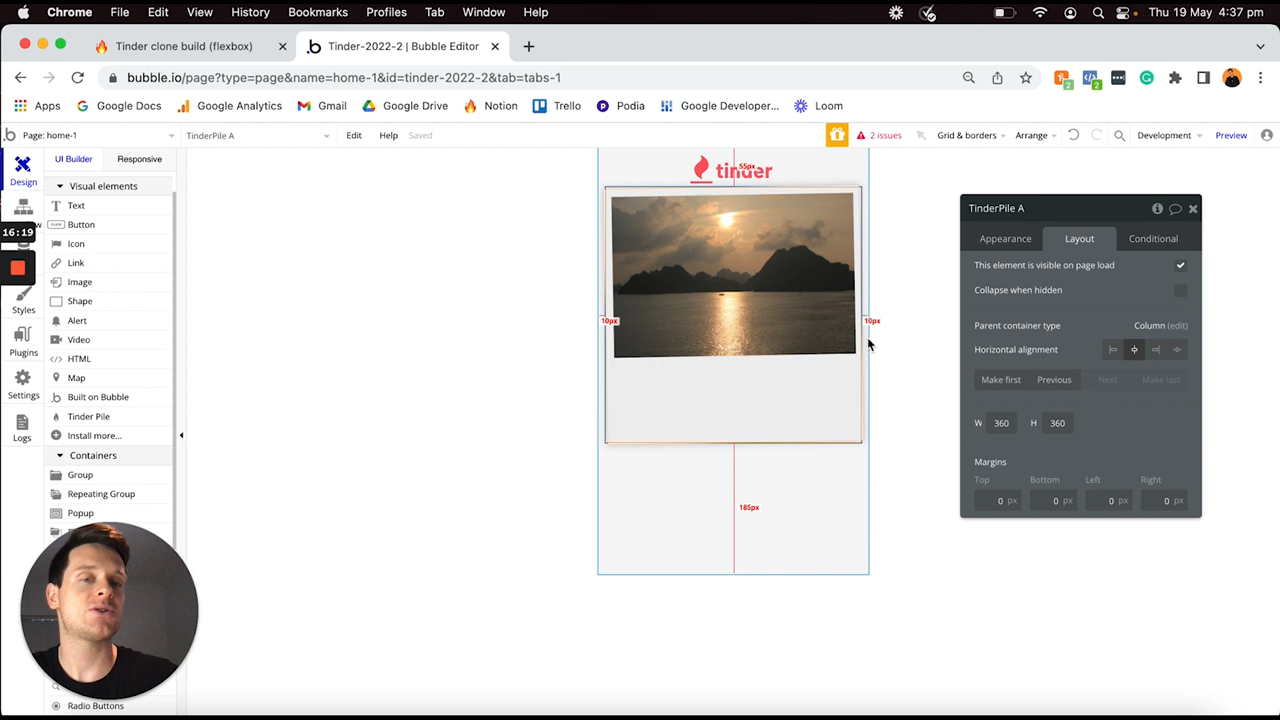 Chrome File Edit View History Bookmarks Profiles Tab Window Help Thu 19 May 4:37 pm
Tinder clone build (flexbox) Tinder-2022-2 | Bubble Editor
bubble.io/page?type=page&name=home-1&id=tinder-2022-2&tab=tabs-1 2 2
Apps Google Docs Google Analytics Gmail Google Drive Notion Trello Podia Google Developer... Loom
Page: home-1 TinderPile A Edit Help Saved 2 issues Grid & borders Arrange Development Preview
UI Builder Responsive
Design
Visual elements
Text
Button
16:19
Icon
Link
Image
Shape
Styles
Alert
Video
Plugins
HTML
Map
Settings
Built on Bubble
Tinder Pile
Logs
Install more...
Containers
Group
Repeating Group
Popup
Radio Buttons
tinder
55px
10px
10px
185px
TinderPile A
Appearance Layout Conditional
This element is visible on page load
Collapse when hidden
Parent container type Column (edit)
Horizontal alignment
Make first Previous Next Make last
W 360 H 360
Margins
Top Bottom Left Right
0 px 0 px 0 px 0 px